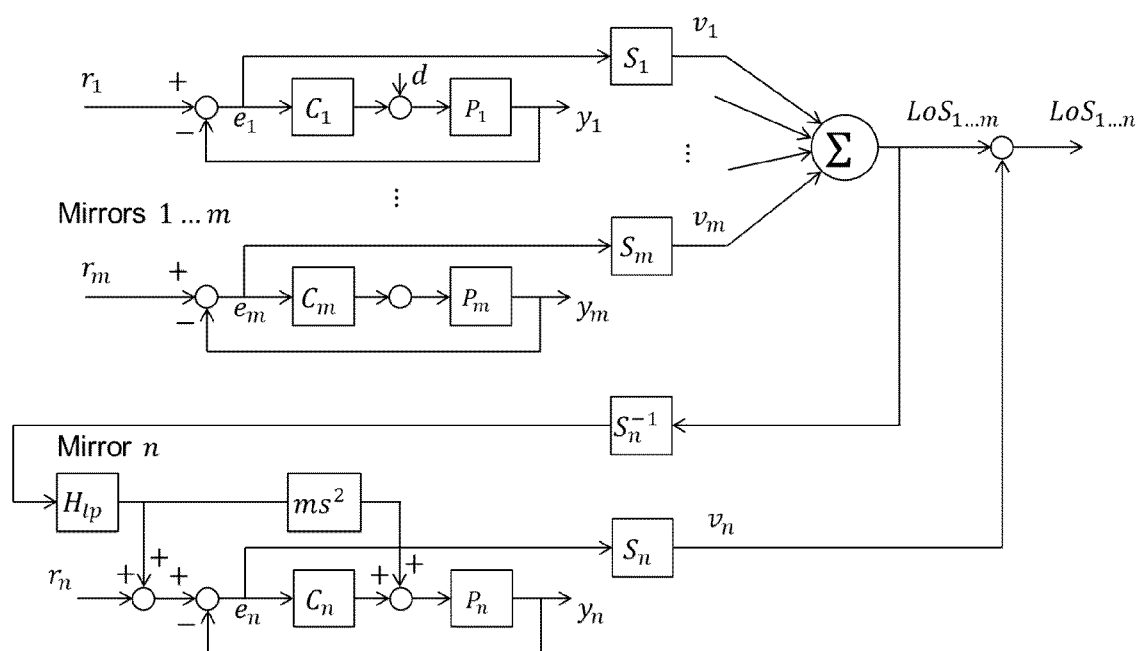 v₁
S₁
r₁ + d
C₁ P₁
− e₁ y₁
LoS₁…ₘ LoS₁…ₙ
Σ
⋮
⋮
Mirrors 1 … m
vₘ
Sₘ
rₘ +
Cₘ Pₘ
− eₘ yₘ
Sₙ⁻¹
Mirror n
Hₗₚ ms²
vₙ
Sₙ
+ + + +
rₙ + Cₙ Pₙ
− eₙ yₙ